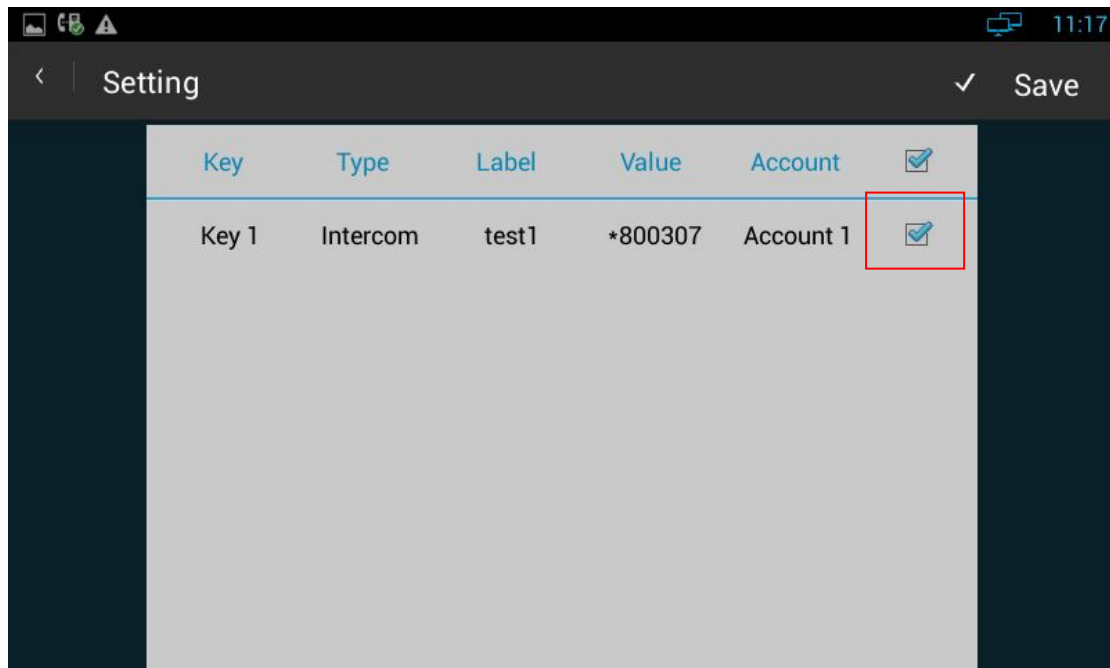 11:17
Setting Save
Key Type Label Value Account
Key 1 Intercom test1 *800307 Account 1